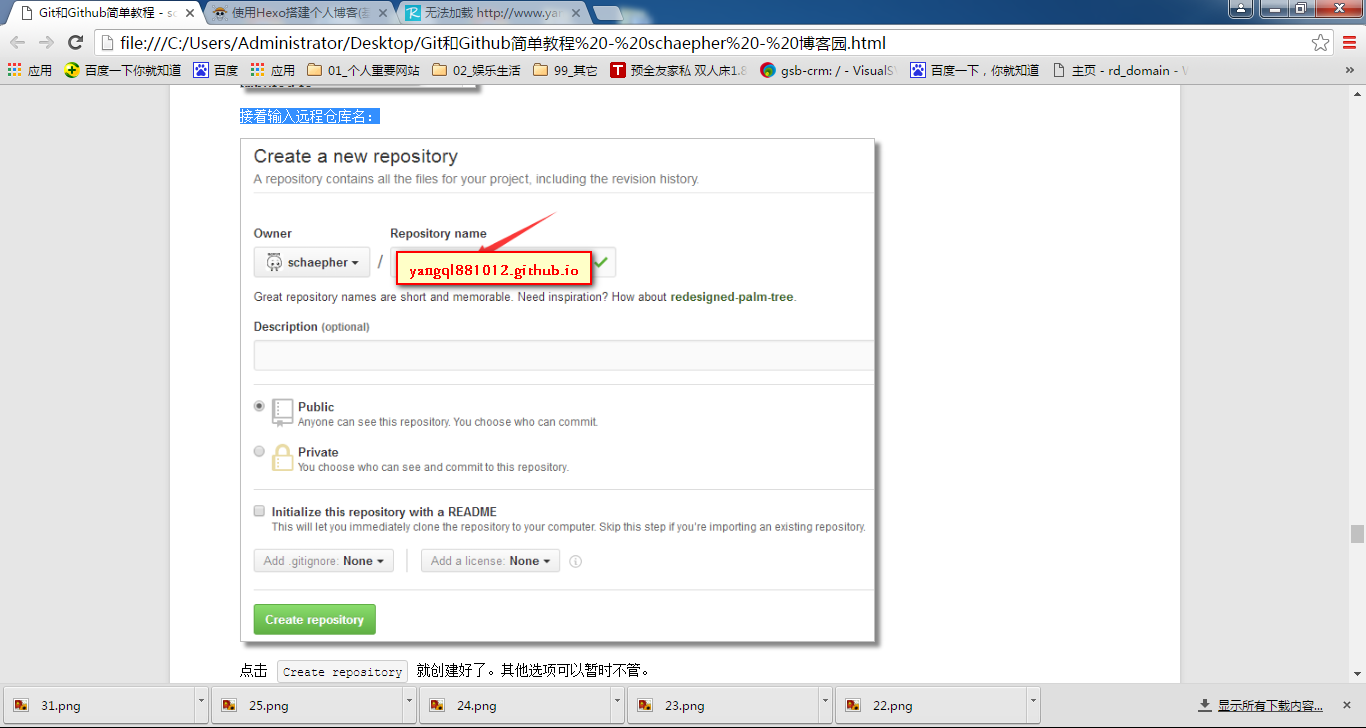 Git和Github简单教程 - sc
使用Hexo搭建个人博客(基
无法加载 http://www.yan
file:///C:/Users/Administrator/Desktop/Git和Github简单教程%20-%20schaepher%20-%20博客园.html
应用 百度一下你就知道 百度 应用 01_个人重要网站 02_娱乐生活 99_其它 预全友家私 双人床1.8 gsb-crm: / - VisualSV 百度一下，你就知道 主页 - rd_domain - V »
接着输入远程仓库名：
Create a new repository
A repository contains all the files for your project, including the revision history.
Owner Repository name
schaepher / yangql881012.github.io
Great repository names are short and memorable. Need inspiration? How about redesigned-palm-tree.
Description (optional)
Public
Anyone can see this repository. You choose who can commit.
Private
You choose who can see and commit to this repository.
Initialize this repository with a README
This will let you immediately clone the repository to your computer. Skip this step if you're importing an existing repository.
Add .gitignore: None Add a license: None
Create repository
点击 Create repository 就创建好了。其他选项可以暂时不管。
31.png 25.png 24.png 23.png 22.png 显示所有下载内容...